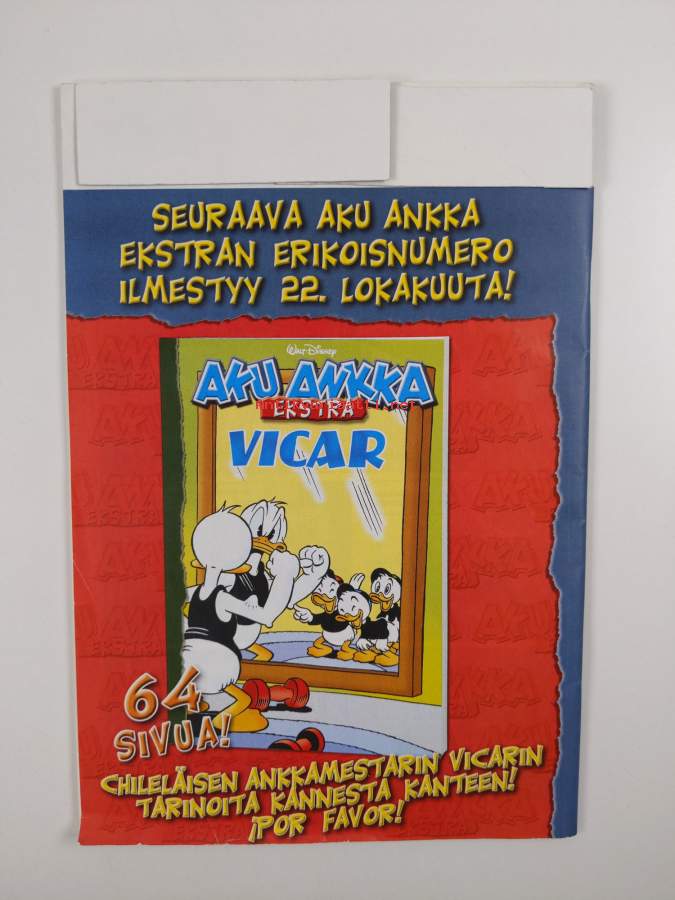 SEURAAVA AKU ANKKA
EKSTRAN ERIKOISNUMERO
ILMESTYY 22. LOKAKUUTA!
WALT DISNEY
AKU ANKKA
EKSTRA
VICAR
64
SIVUA!
CHILELÄISEN ANKKAMESTARIN VICARIN
TARINOITA KANNESTA KANTEEN!
¡POR FAVOR!